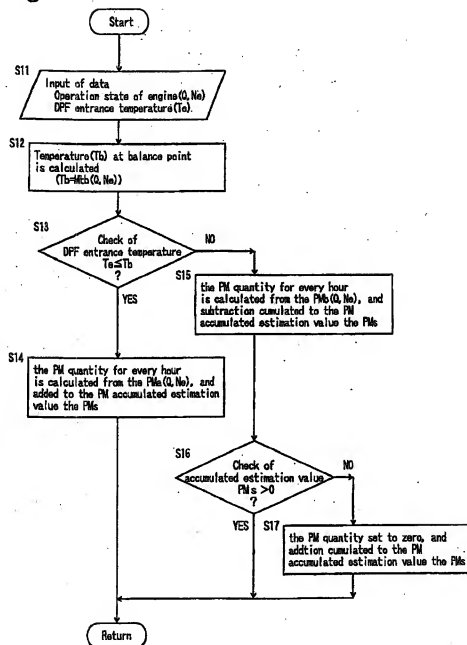 Start
S11
Input of data
Operation state of engine(Q,Ne)
DPF entrance temperature(Te).
S12
Temperature(Tb) at balance point
is calculated
(Tb=Mtb(Q,Ne))
S13
Check of
DPF entrance temperature
Te≤Tb
?
NO
YES
S15
the PM quantity for every hour
is calculated from the PMb(Q,Ne), and
subtraction cumulated to the PM
accumulated estimation value the PMs
S14
the PM quantity for every hour
is calculated from the PMa(Q,Ne), and
added to the PM accumulated estimation
value the PMs
S16
Check of
accumulated estimation value
PMs >0
?
NO
YES
S17
the PM quantity set to zero, and
addtion cumulated to the PM
accumulated estimation value the PMs
Return